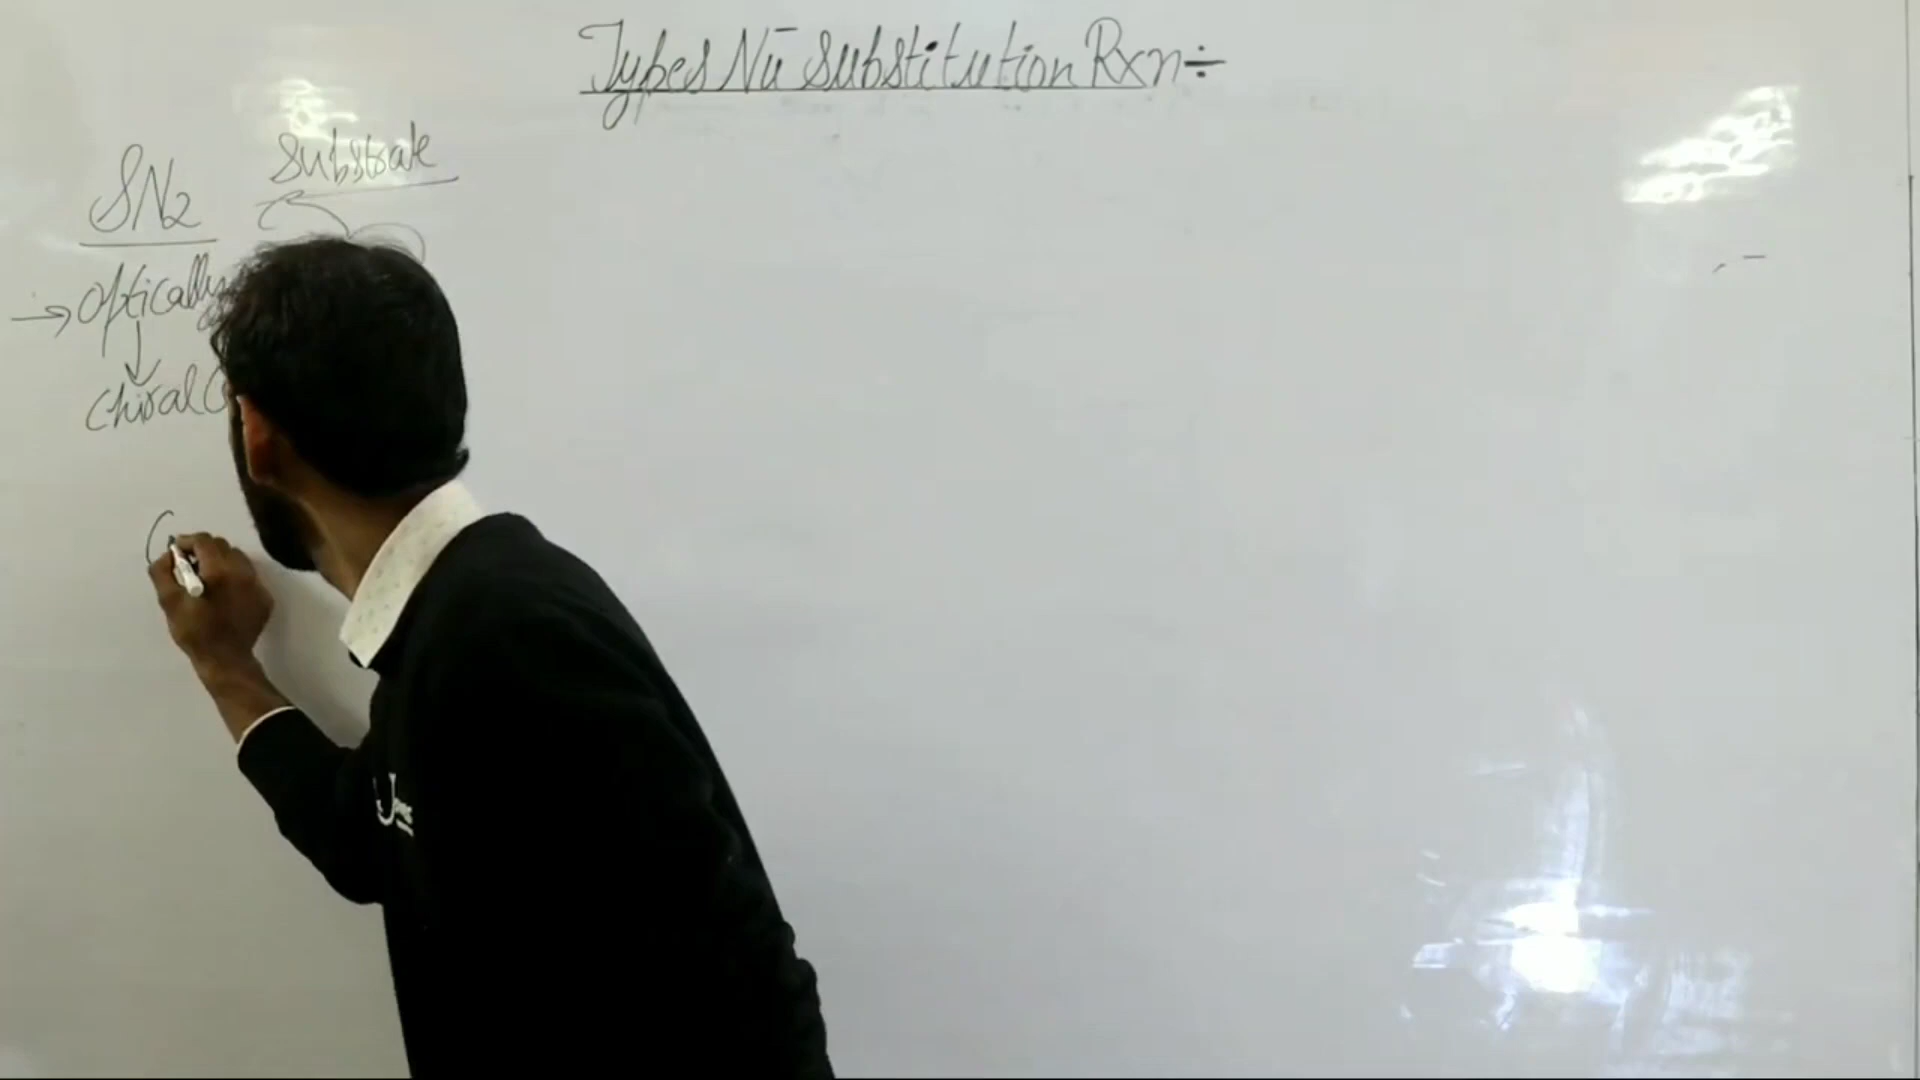 Types Nū Substitution Rxn÷
Substrate
SN2
→ Optically
↓
Chiral C
C